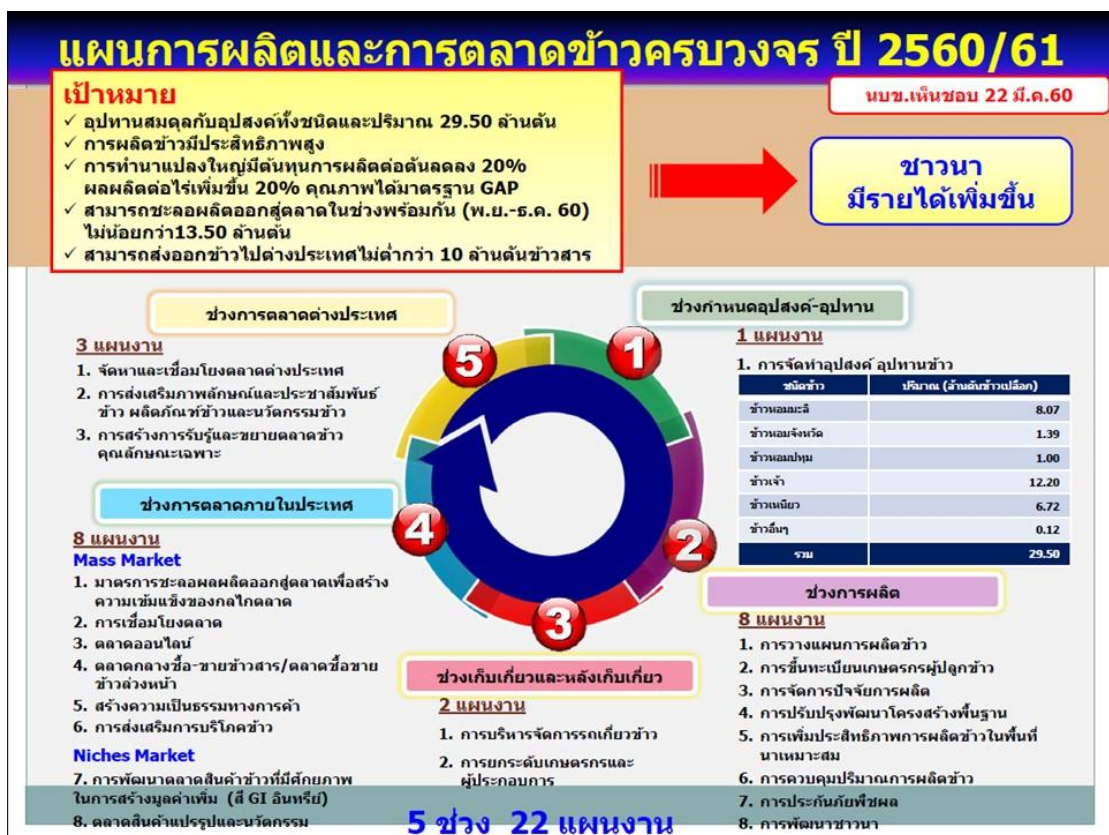 แผนการผลิตและการตลาดข้าวครบวงจร ปี 2560/61
นบข.เห็นชอบ 22 มี.ค.60
เป้าหมาย
✓ อุปทานสมดุลกับอุปสงค์ทั้งชนิดและปริมาณ 29.50 ล้านตัน
✓ การผลิตข้าวมีประสิทธิภาพสูง
✓ การทำนาแปลงใหญ่มีต้นทุนการผลิตต่อตันลดลง 20%
ผลผลิตต่อไร่เพิ่มขึ้น 20% คุณภาพได้มาตรฐาน GAP
✓ สามารถชะลอผลิตออกสู่ตลาดในช่วงพร้อมกัน (พ.ย.-ธ.ค. 60)
ไม่น้อยกว่า13.50 ล้านตัน
✓ สามารถส่งออกข้าวไปต่างประเทศไม่ต่ำกว่า 10 ล้านตันข้าวสาร
ชาวนา
มีรายได้เพิ่มขึ้น
ช่วงกำหนดอุปสงค์-อุปทาน
1 แผนงาน
1. การจัดทำอุปสงค์ อุปทานข้าว
ชนิดข้าว ปริมาณ (ล้านตันข้าวเปลือก)
ข้าวหอมมะลิ 8.07
ข้าวหอมจังหวัด 1.39
ข้าวหอมปทุม 1.00
ข้าวเจ้า 12.20
ข้าวเหนียว 6.72
ข้าวอื่นๆ 0.12
รวม 29.50
ช่วงการผลิต
8 แผนงาน
1. การวางแผนการผลิตข้าว
2. การขึ้นทะเบียนเกษตรกรผู้ปลูกข้าว
3. การจัดการปัจจัยการผลิต
4. การปรับปรุงพัฒนาโครงสร้างพื้นฐาน
5. การเพิ่มประสิทธิภาพการผลิตข้าวในพื้นที่
นาเหมาะสม
6. การควบคุมปริมาณการผลิตข้าว
7. การประกันภัยพืชผล
8. การพัฒนาชาวนา
ช่วงเก็บเกี่ยวและหลังเก็บเกี่ยว
2 แผนงาน
1. การบริหารจัดการรถเกี่ยวข้าว
2. การยกระดับเกษตรกรและ
ผู้ประกอบการ
ช่วงการตลาดภายในประเทศ
8 แผนงาน
Mass Market
1. มาตรการชะลอผลผลิตออกสู่ตลาดเพื่อสร้าง
ความเข้มแข็งของกลไกตลาด
2. การเชื่อมโยงตลาด
3. ตลาดออนไลน์
4. ตลาดกลางซื้อ-ขายข้าวสาร/ตลาดซื้อขาย
ข้าวล่วงหน้า
5. สร้างความเป็นธรรมทางการค้า
6. การส่งเสริมการบริโภคข้าว
Niches Market
7. การพัฒนาตลาดสินค้าข้าวที่มีศักยภาพ
ในการสร้างมูลค่าเพิ่ม (สี GI อินทรีย์)
8. ตลาดสินค้าแปรรูปและนวัตกรรม
ช่วงการตลาดต่างประเทศ
3 แผนงาน
1. จัดหาและเชื่อมโยงตลาดต่างประเทศ
2. การส่งเสริมภาพลักษณ์และประชาสัมพันธ์
ข้าว ผลิตภัณฑ์ข้าวและนวัตกรรมข้าว
3. การสร้างการรับรู้และขยายตลาดข้าว
คุณลักษณะเฉพาะ
1
2
3
4
5
5 ช่วง 22 แผนงาน